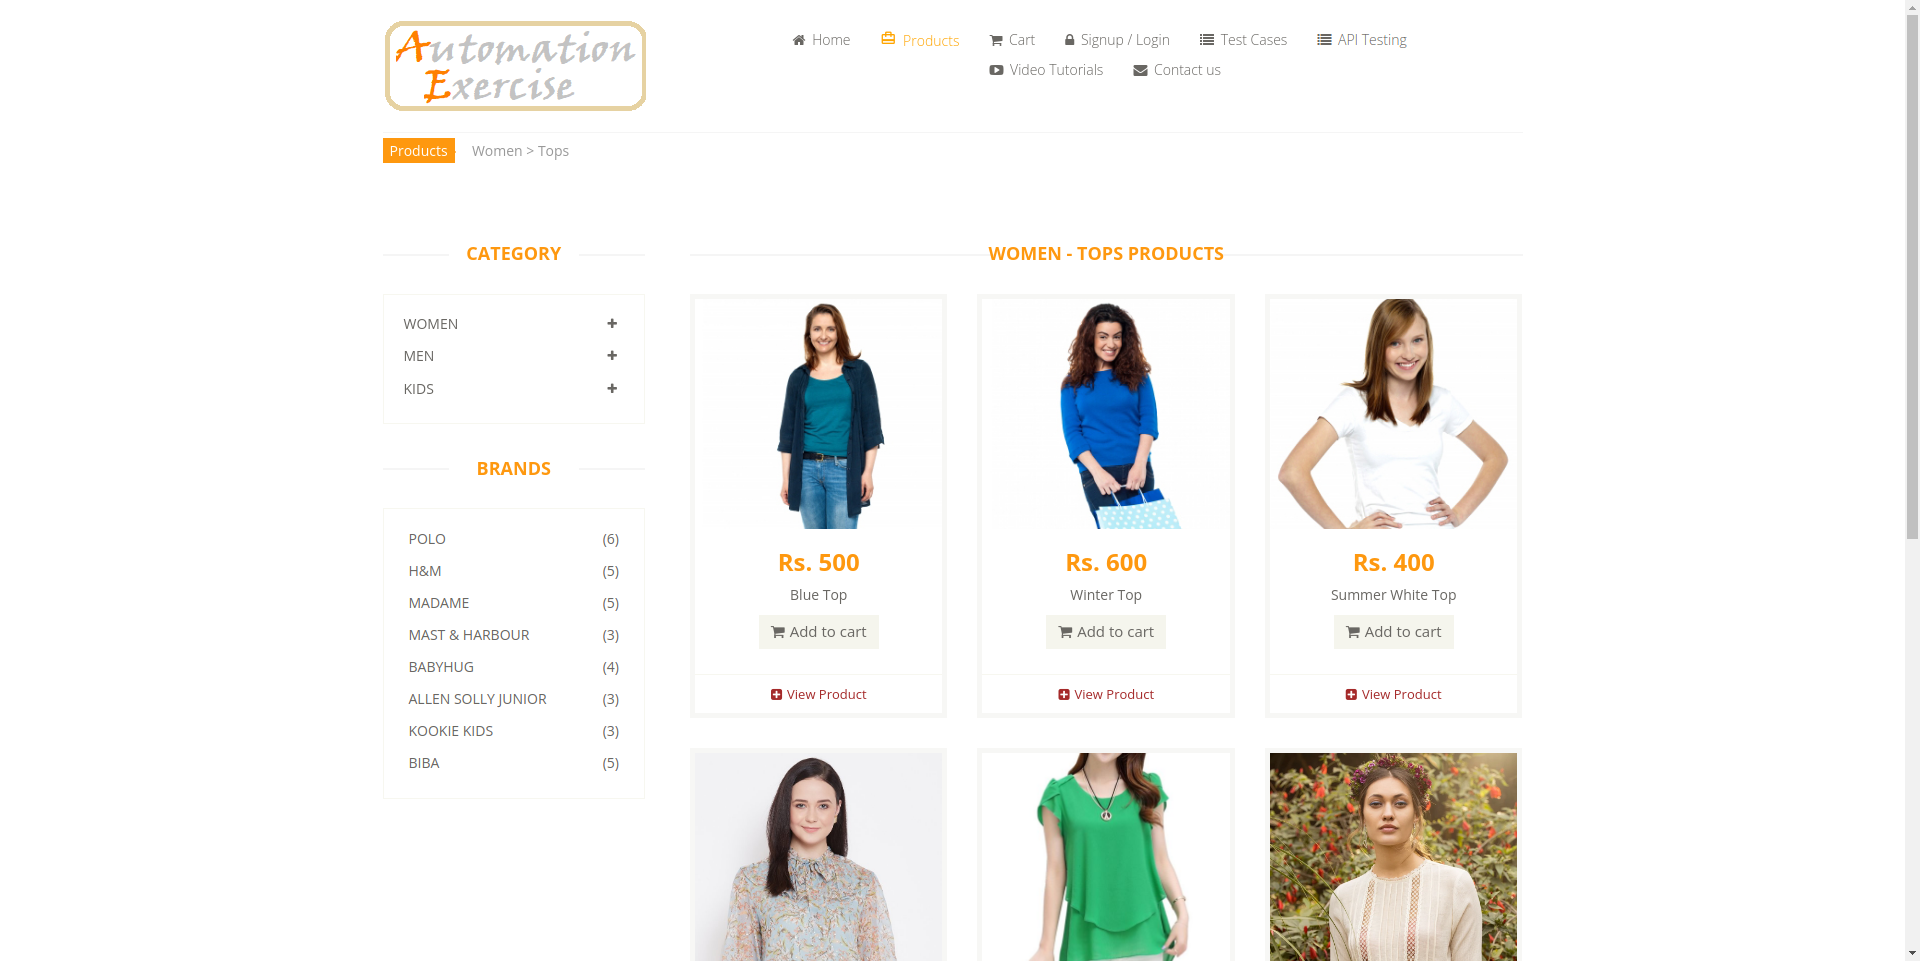 Automation
Exercise
Home
Products
Cart
Signup / Login
Test Cases
API Testing
Video Tutorials
Contact us
Products
Women > Tops
CATEGORY
WOMEN
MEN
KIDS
BRANDS
POLO (6)
H&M (5)
MADAME (5)
MAST & HARBOUR (3)
BABYHUG (4)
ALLEN SOLLY JUNIOR (3)
KOOKIE KIDS (3)
BIBA (5)
WOMEN - TOPS PRODUCTS
Rs. 500
Blue Top
Add to cart
View Product
Rs. 600
Winter Top
Add to cart
View Product
Rs. 400
Summer White Top
Add to cart
View Product